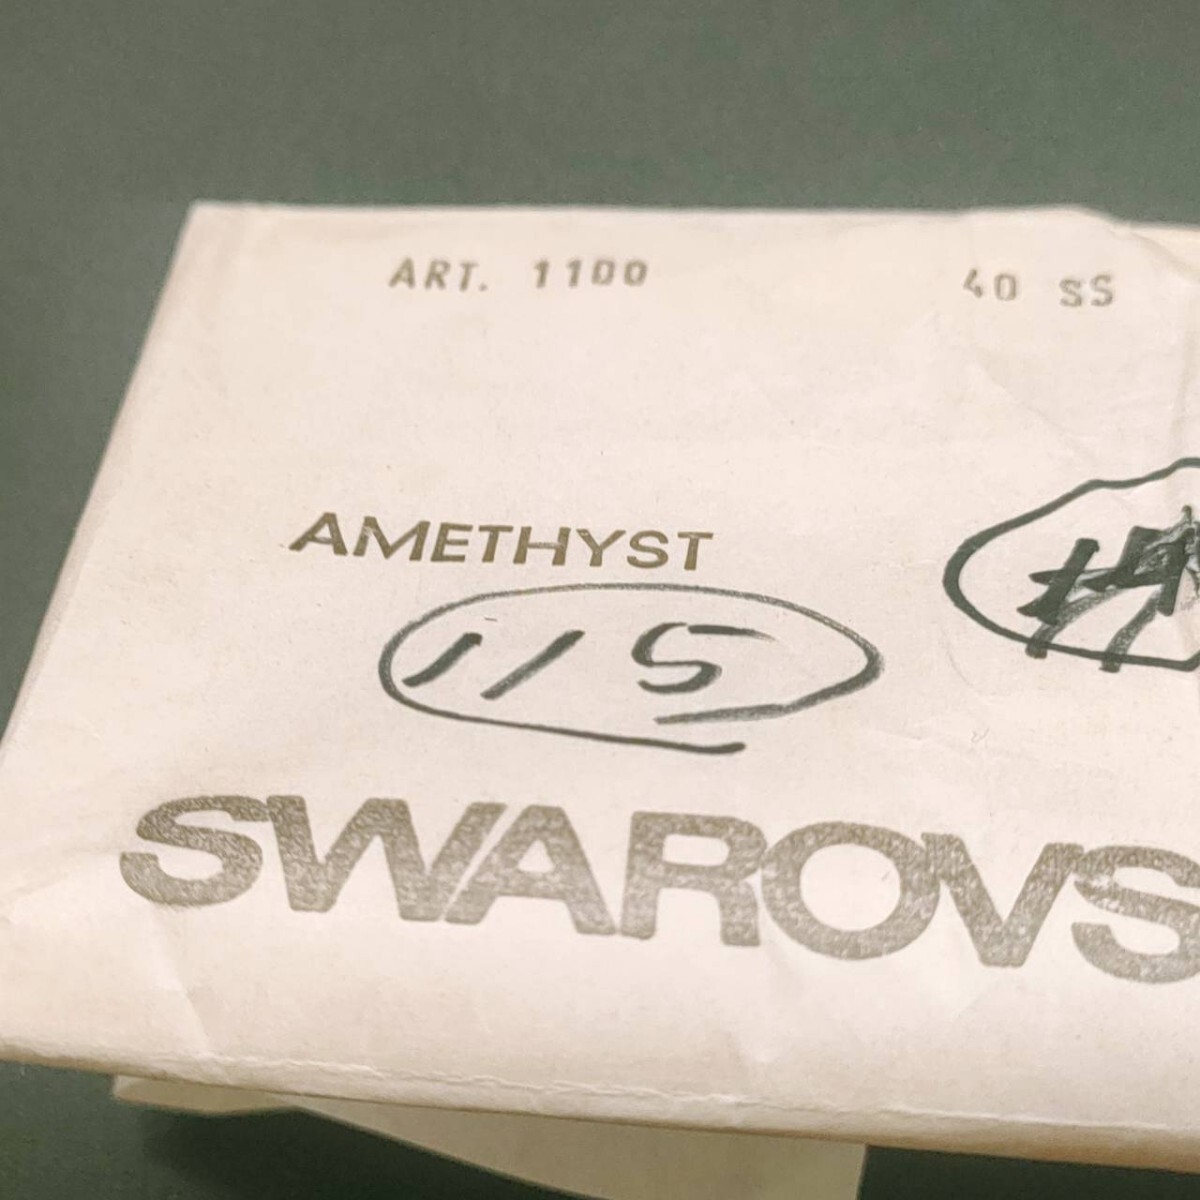 ART. 1100 40 SS
AMETHYST
115
SWAROVS